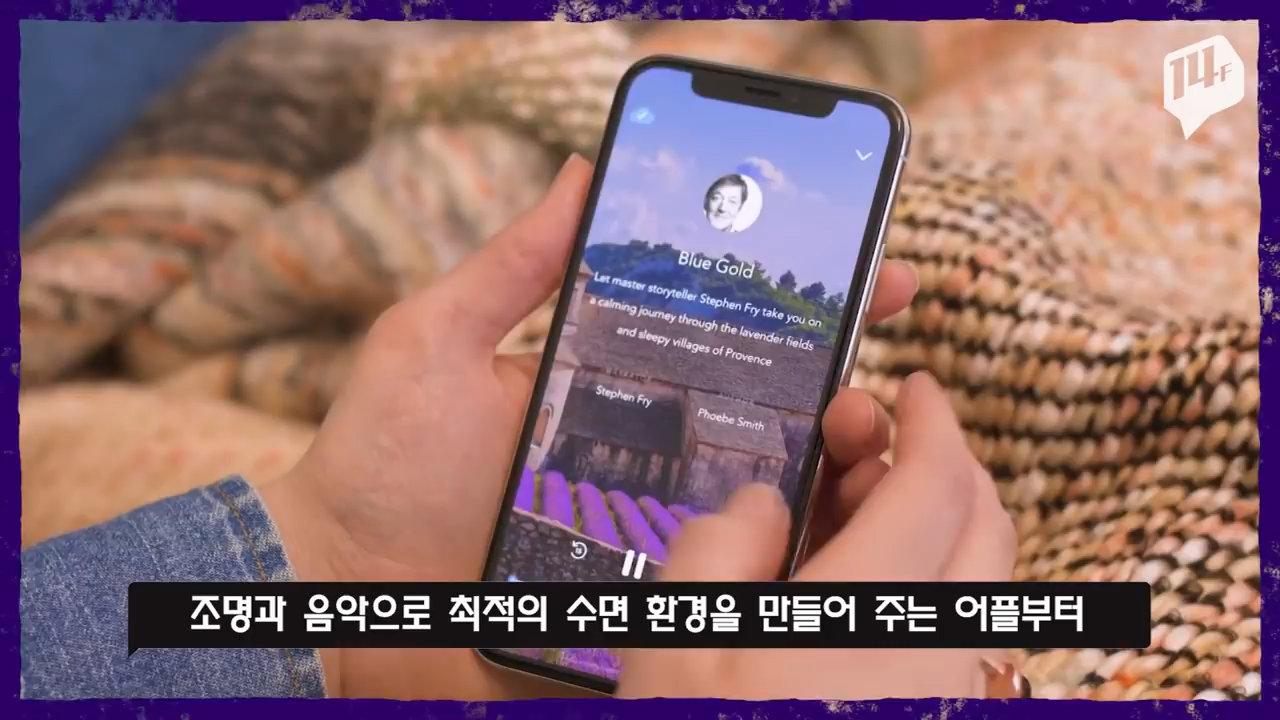 14F
Blue Gold
Let master storyteller Stephen Fry take you on
a calming journey through the lavender fields
and sleepy villages of Provence
Stephen Fry
Phoebe Smith
조명과 음악으로 최적의 수면 환경을 만들어 주는 어플부터